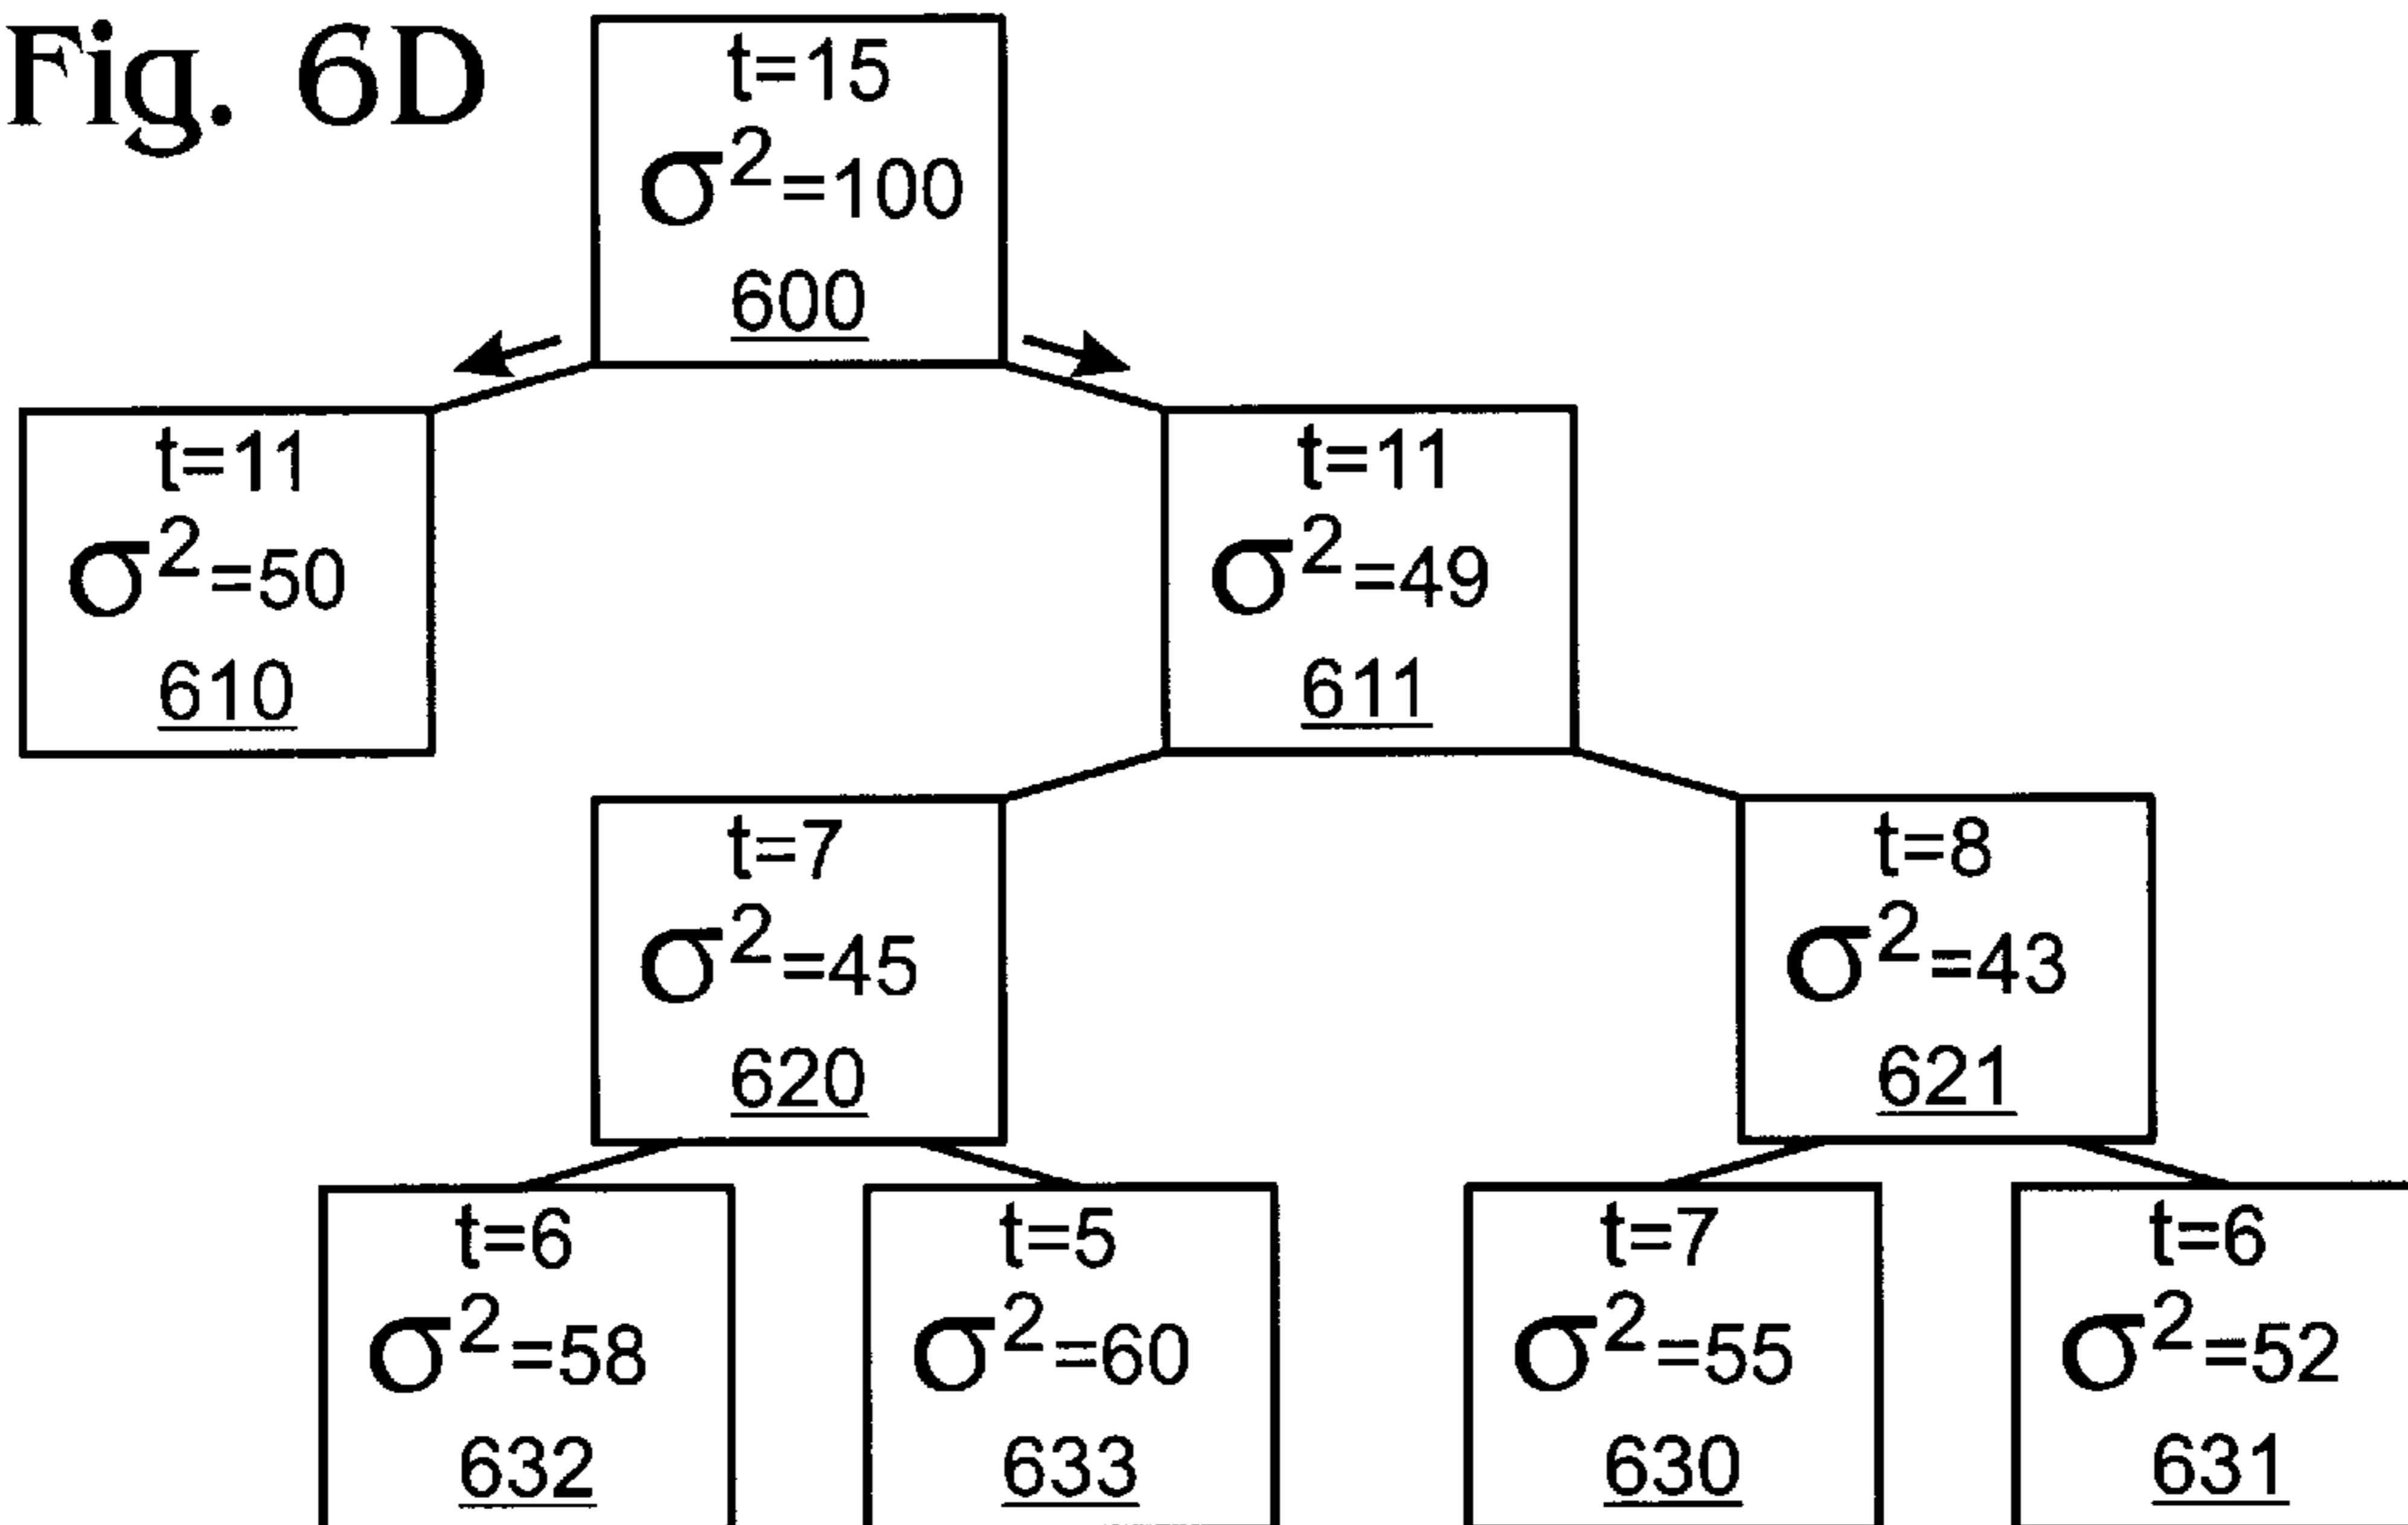 Fig. 6D
t=15
σ²=100
600
t=11
σ²=50
610
t=11
σ²=49
611
t=7
σ²=45
620
t=8
σ²=43
621
t=6
σ²=58
632
t=5
σ²=60
633
t=7
σ²=55
630
t=6
σ²=52
631